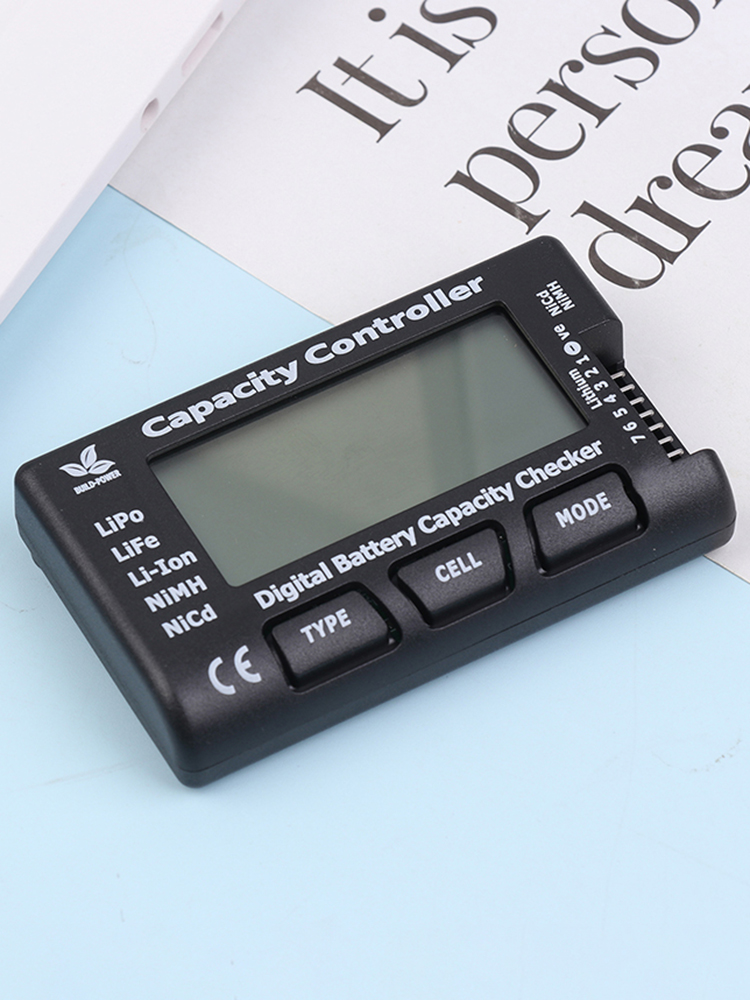 It is
perso
drea
Capacity Controller
BUILD-POWER
LiPo
LiFe
Li-Ion
NiMH
NiCd
NiCd
NiMH
-ve
Lithium 1 2 3 4 5 6 7
Digital Battery Capacity Checker
TYPE
CELL
MODE
CE